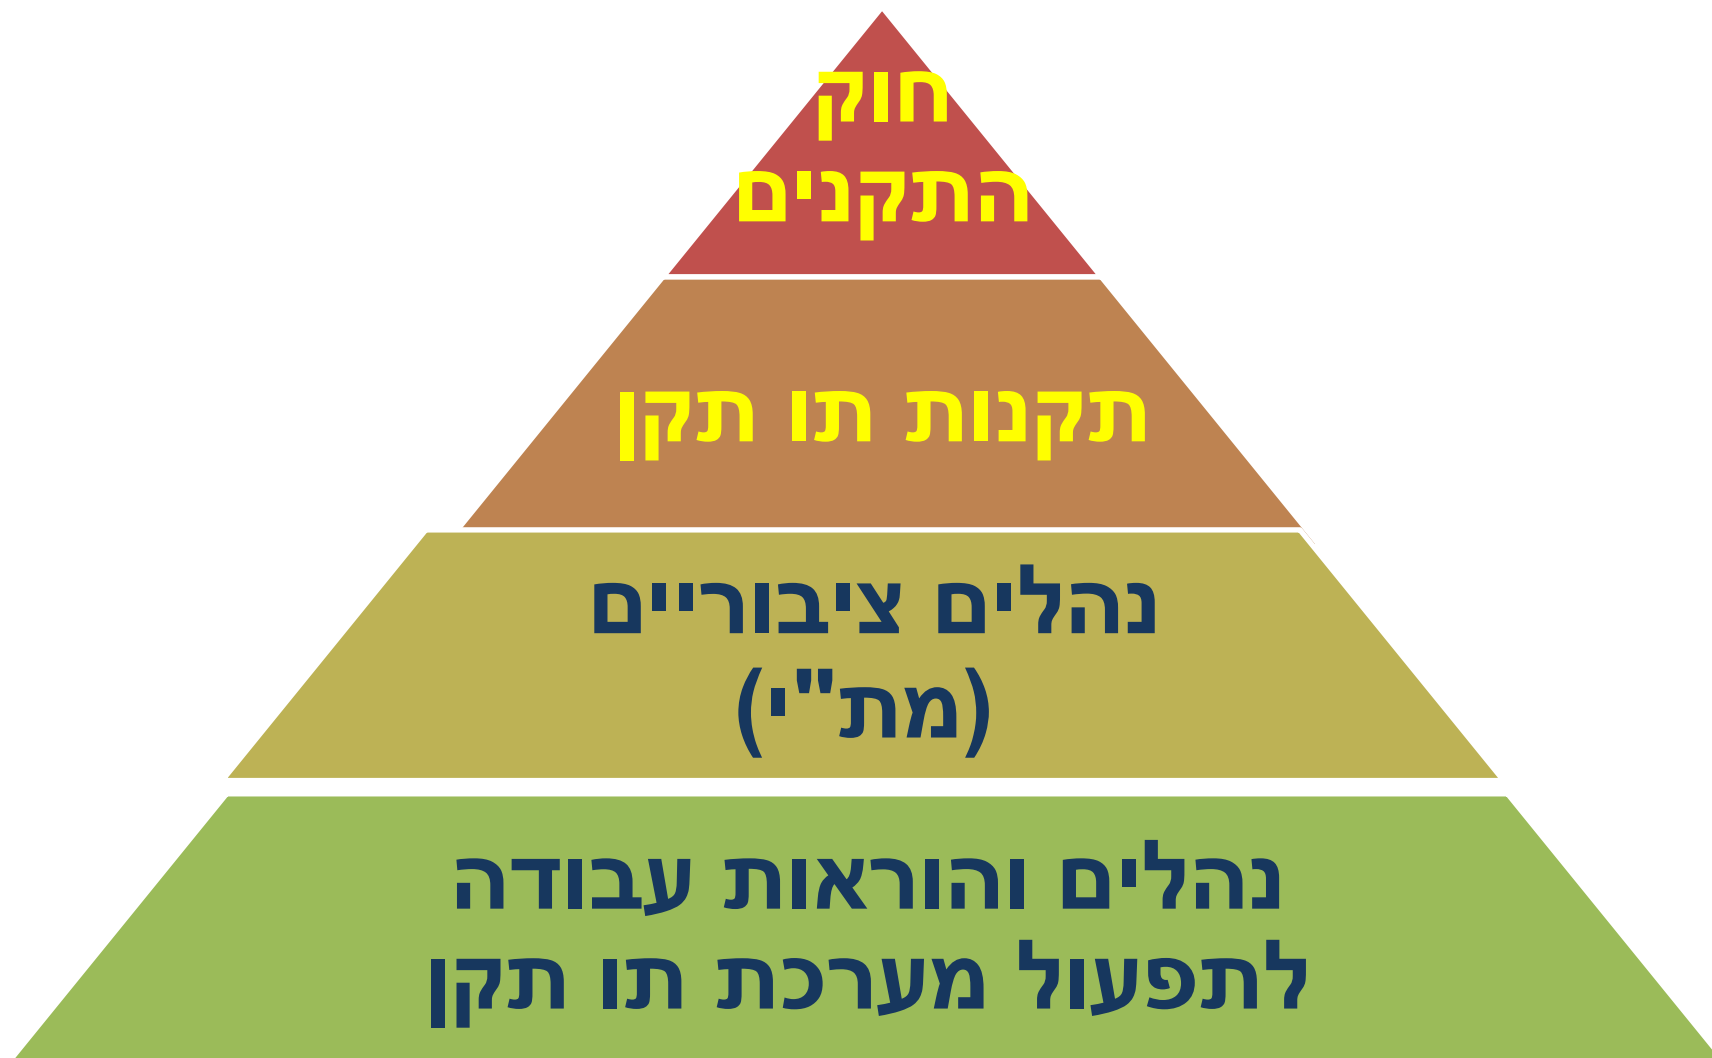 חוק
התקנים
תקנות תו תקן
נהלים ציבוריים
(מת"י)
נהלים והוראות עבודה
לתפעול מערכת תו תקן